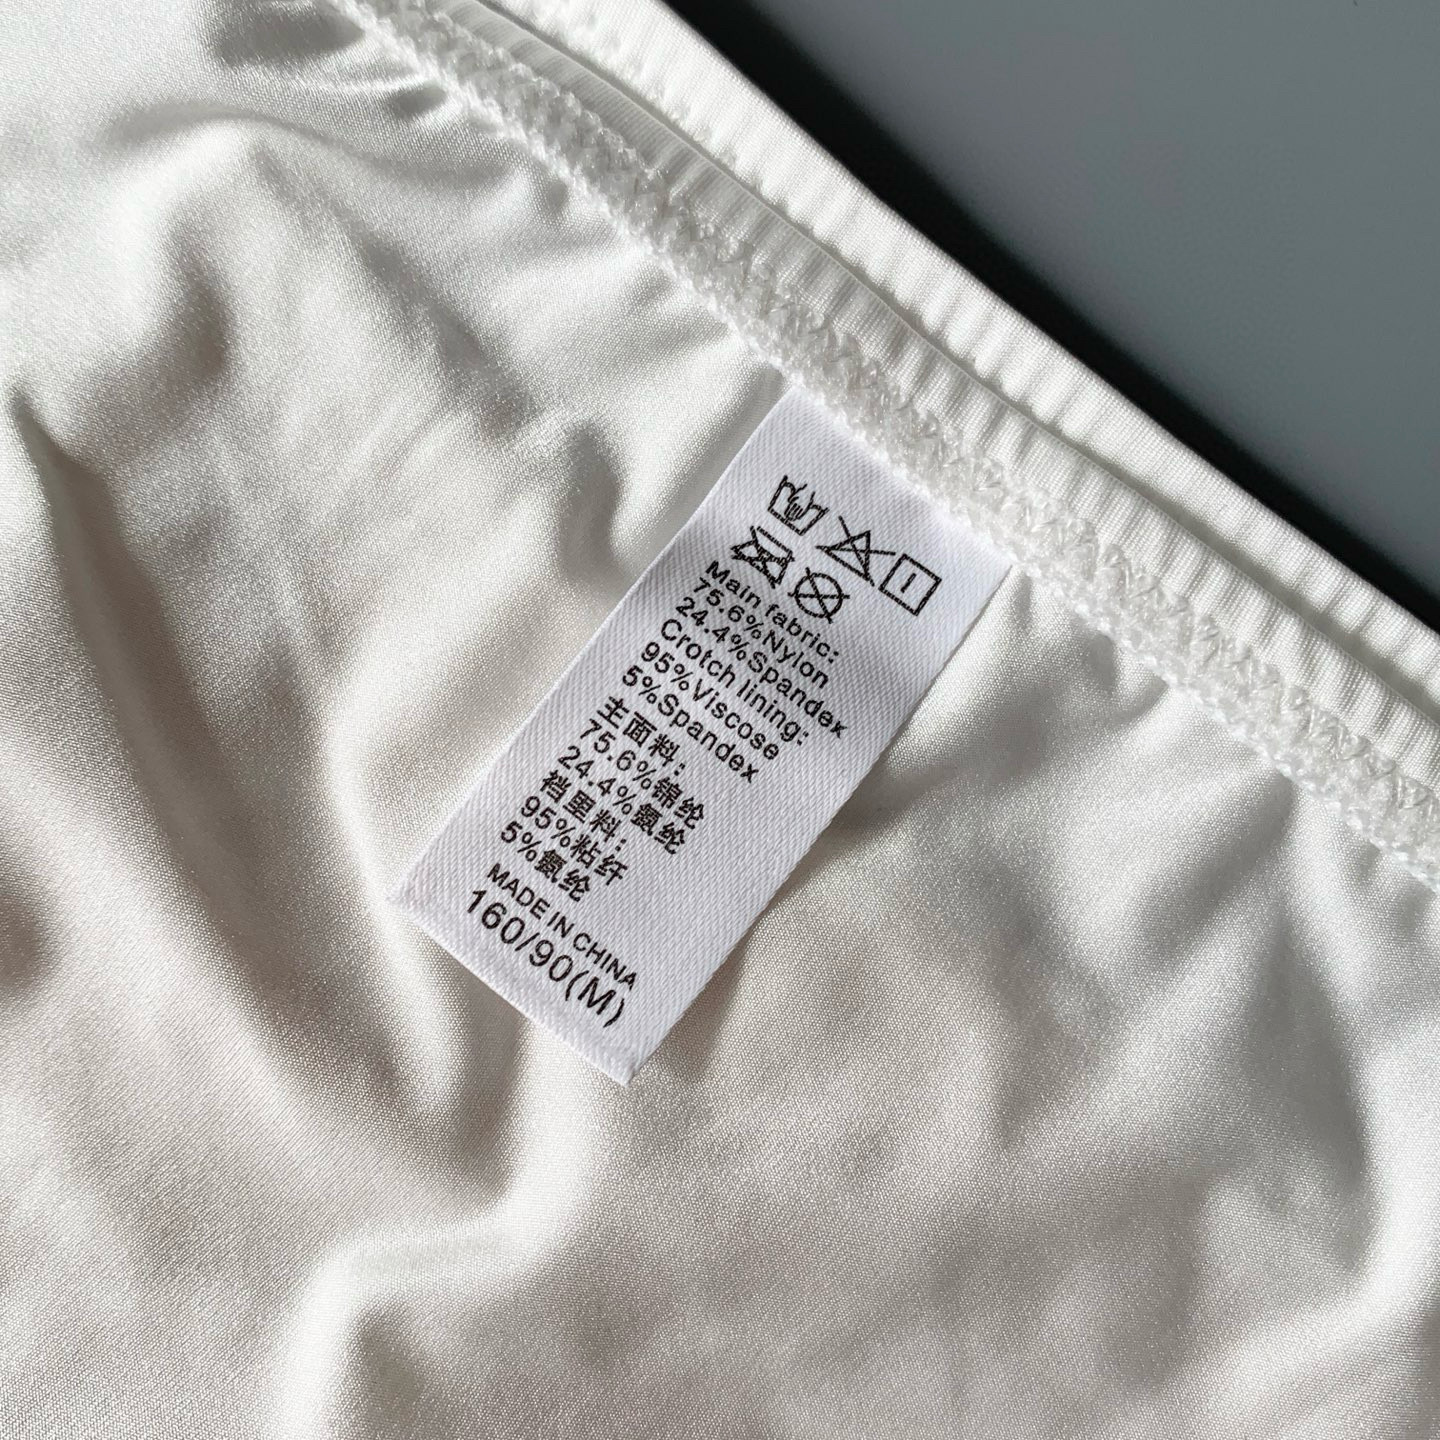 Main fabric:
75.6%Nylon
24.4%Spandex
Crotch lining:
95%Viscose
5%Spandex
主面料:
75.6%锦纶
24.4%氨纶
裆里料:
95%粘纤
5%氨纶
MADE IN CHINA
160/90(M)